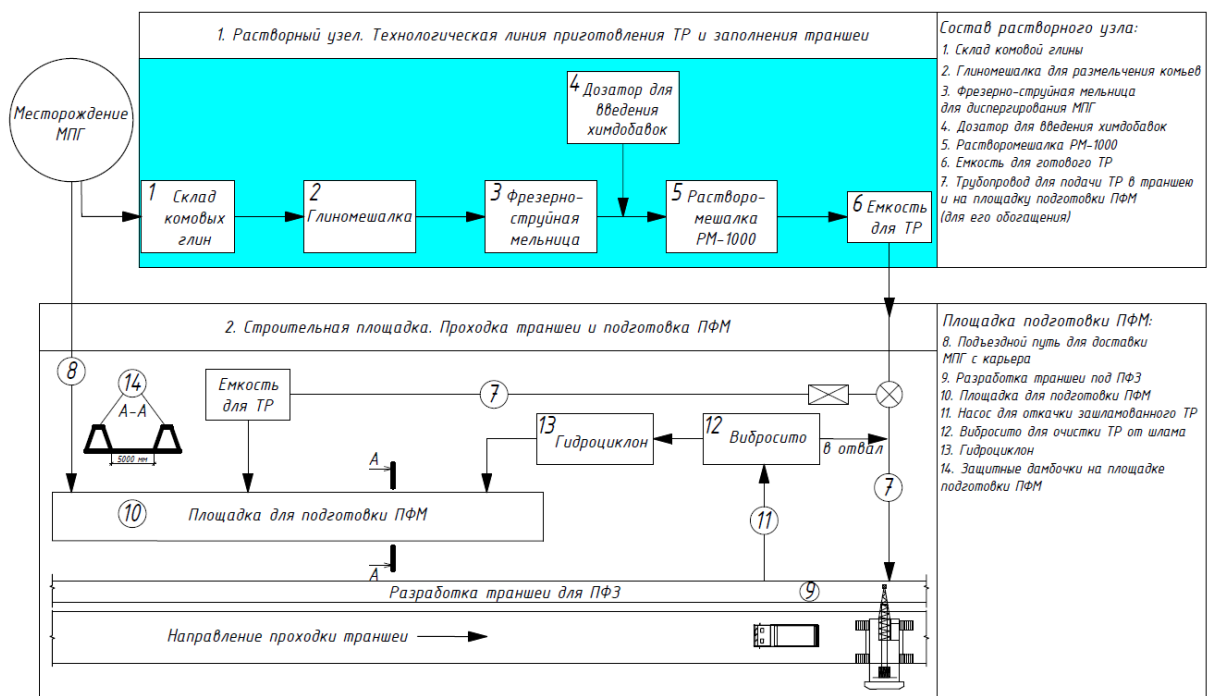 1. Растворный узел. Технологическая линия приготовления ТР и заполнения траншеи
Месторождение
МПГ
4 Дозатор для
введения
химдобавок
1 Склад
комовых
глин
2
Глиномешалка
3 Фрезерно-
струйная
мельница
5 Раство-
ромешалка
РМ-1000
6 Емкость
для ТР
Состав растворного узла:
1. Склад комовой глины
2. Глиномешалка для размельчения комьев
3. Фрезерно-струйная мельница
для диспергирования МПГ
4. Дозатор для введения химдобавок
5. Растворомешалка РМ-1000
6. Емкость для готового ТР
7. Трубопровод для подачи ТР в траншею
и на площадку подготовки ПФМ
(для его обогащения)
2. Строительная площадка. Проходка траншеи и подготовка ПФМ
8
14
А-А
5000 мм
Емкость
для ТР
7
13
Гидроциклон
12
Вибросито
в отвал
7
А
10
Площадка для подготовки ПФМ
11
А
Разработка траншеи для ПФЗ
9
Направление проходки траншеи
Площадка подготовки ПФМ:
8. Подъездной путь для доставки
МПГ с карьера
9. Разработка траншеи под ПФЗ
10. Площадка для подготовки ПФМ
11. Насос для откачки зашламованного ТР
12. Вибросито для очистки ТР от шлама
13. Гидроциклон
14. Защитные дамбочки на площадке
подготовки ПФМ